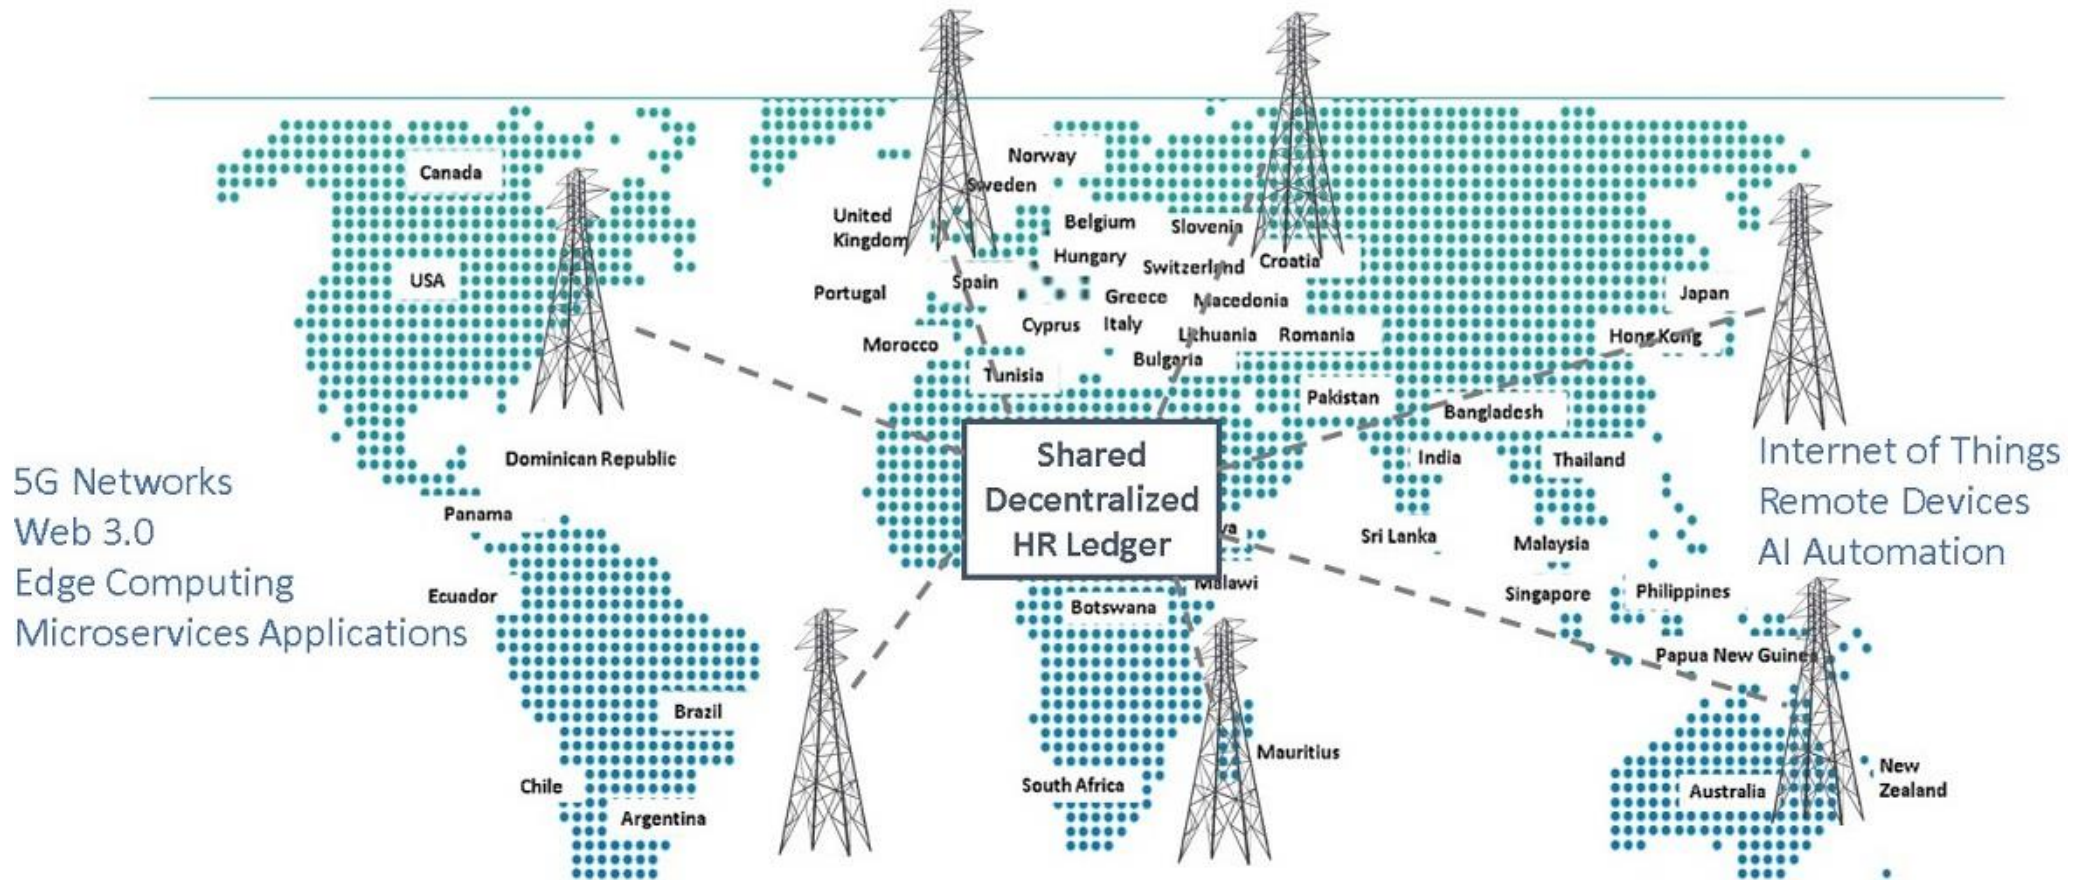 Canada
USA
Dominican Republic
Panama
Ecuador
Brazil
Chile
Argentina
5G Networks
Web 3.0
Edge Computing
Microservices Applications
Norway
Sweden
United
Kingdom
Belgium
Slovenia
Hungary
Switzerland
Croatia
Spain
Portugal
Greece
Macedonia
Cyprus
Italy
Lithuania
Romania
Morocco
Bulgaria
Tunisia
Shared
Decentralized
HR Ledger
Malawi
Botswana
South Africa
Mauritius
Pakistan
Bangladesh
India
Thailand
Sri Lanka
Malaysia
Singapore
Philippines
Japan
Hong Kong
Internet of Things
Remote Devices
AI Automation
Papua New Guinea
Australia
New
Zealand